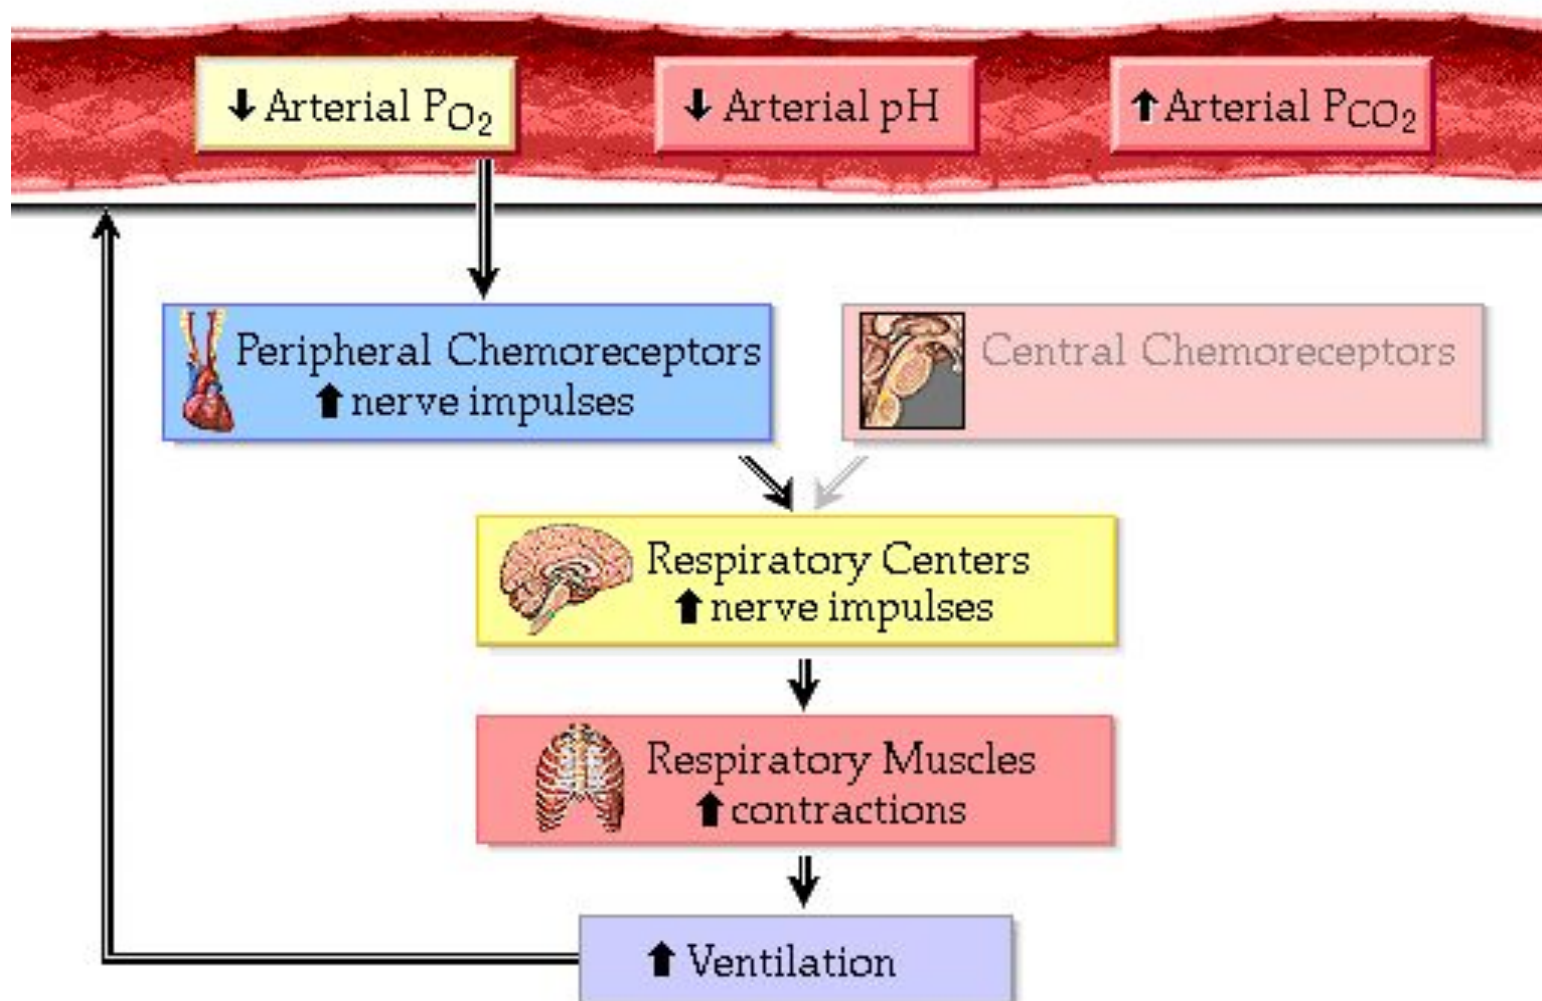 ↓ Arterial PO₂
↓ Arterial pH
↑ Arterial PCO₂
Peripheral Chemoreceptors
↑ nerve impulses
Central Chemoreceptors
Respiratory Centers
↑ nerve impulses
Respiratory Muscles
↑ contractions
↑ Ventilation